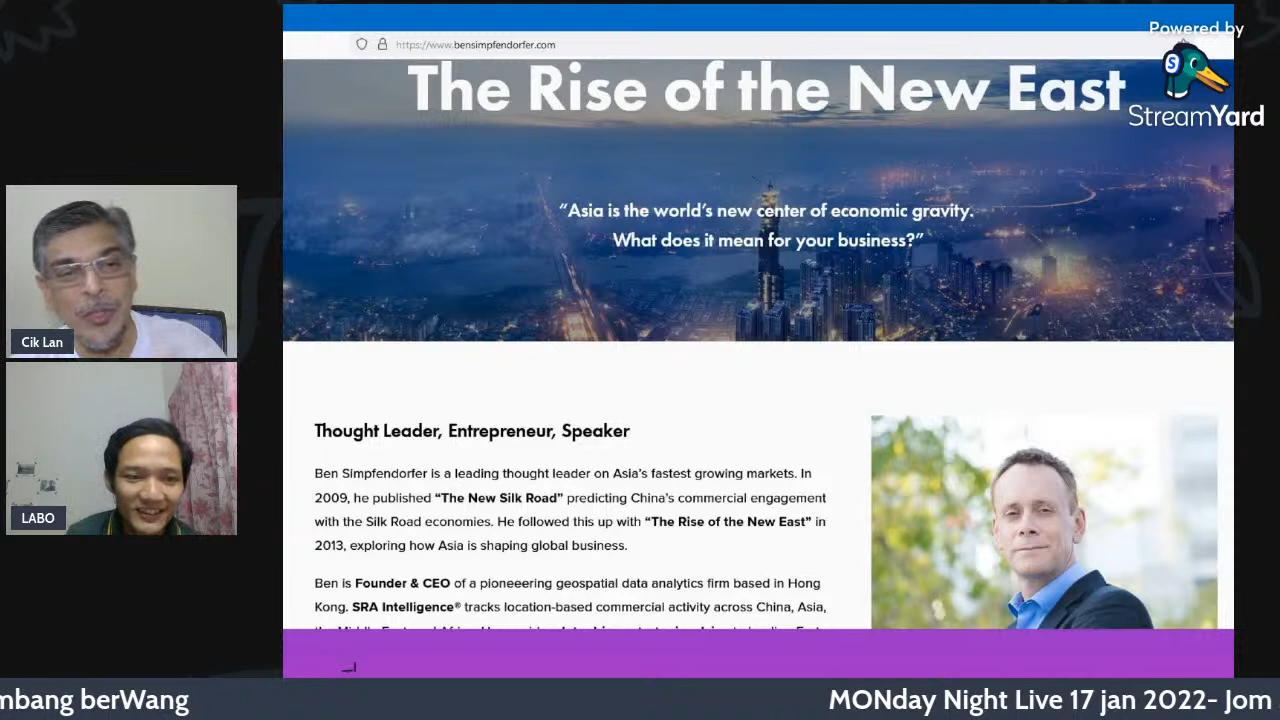 Powered by
StreamYard
https://www.bensimpfendorfer.com
The Rise of the New East
“Asia is the world’s new center of economic gravity.
What does it mean for your business?”
Cik Lan
LABO
Thought Leader, Entrepreneur, Speaker
Ben Simpfendorfer is a leading thought leader on Asia’s fastest growing markets. In
2009, he published “The New Silk Road” predicting China’s commercial engagement
with the Silk Road economies. He followed this up with “The Rise of the New East” in
2013, exploring how Asia is shaping global business.
Ben is Founder & CEO of a pioneeering geospatial data analytics firm based in Hong
Kong. SRA Intelligence® tracks location-based commercial activity across China, Asia,
mbang berWang
MONday Night Live 17 jan 2022- Jom